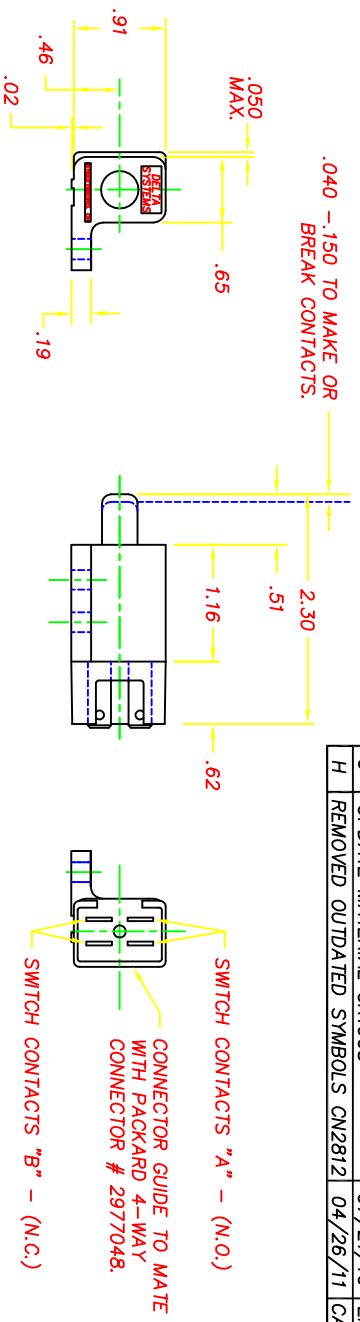 H REMOVED OUTDATED SYMBOLS CN2812 04/26/11
.040 -.150 TO MAKE OR
BREAK CONTACTS.
.050
MAX.
.91
.46
.02
.65
.19
DELTA
SYSTEMS
2.30
.51
1.16
.62
SWITCH CONTACTS "A" - (N.O.)
CONNECTOR GUIDE TO MATE
WITH PACKARD 4-WAY
CONNECTOR # 2977048.
SWITCH CONTACTS "B" - (N.C.)